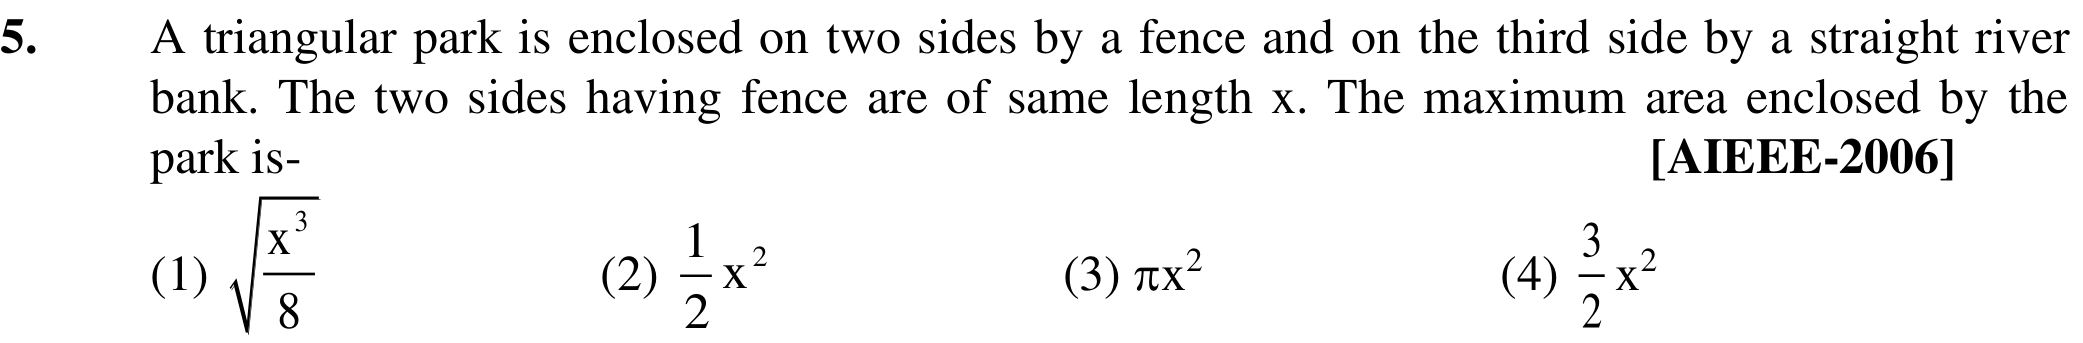 5. A triangular park is enclosed on two sides by a fence and on the third side by a straight river
bank. The two sides having fence are of same length x. The maximum area enclosed by the
park is- [AIEEE-2006]
(1) √(x³/8) (2) 1/2 x² (3) πx² (4) 3/2 x²